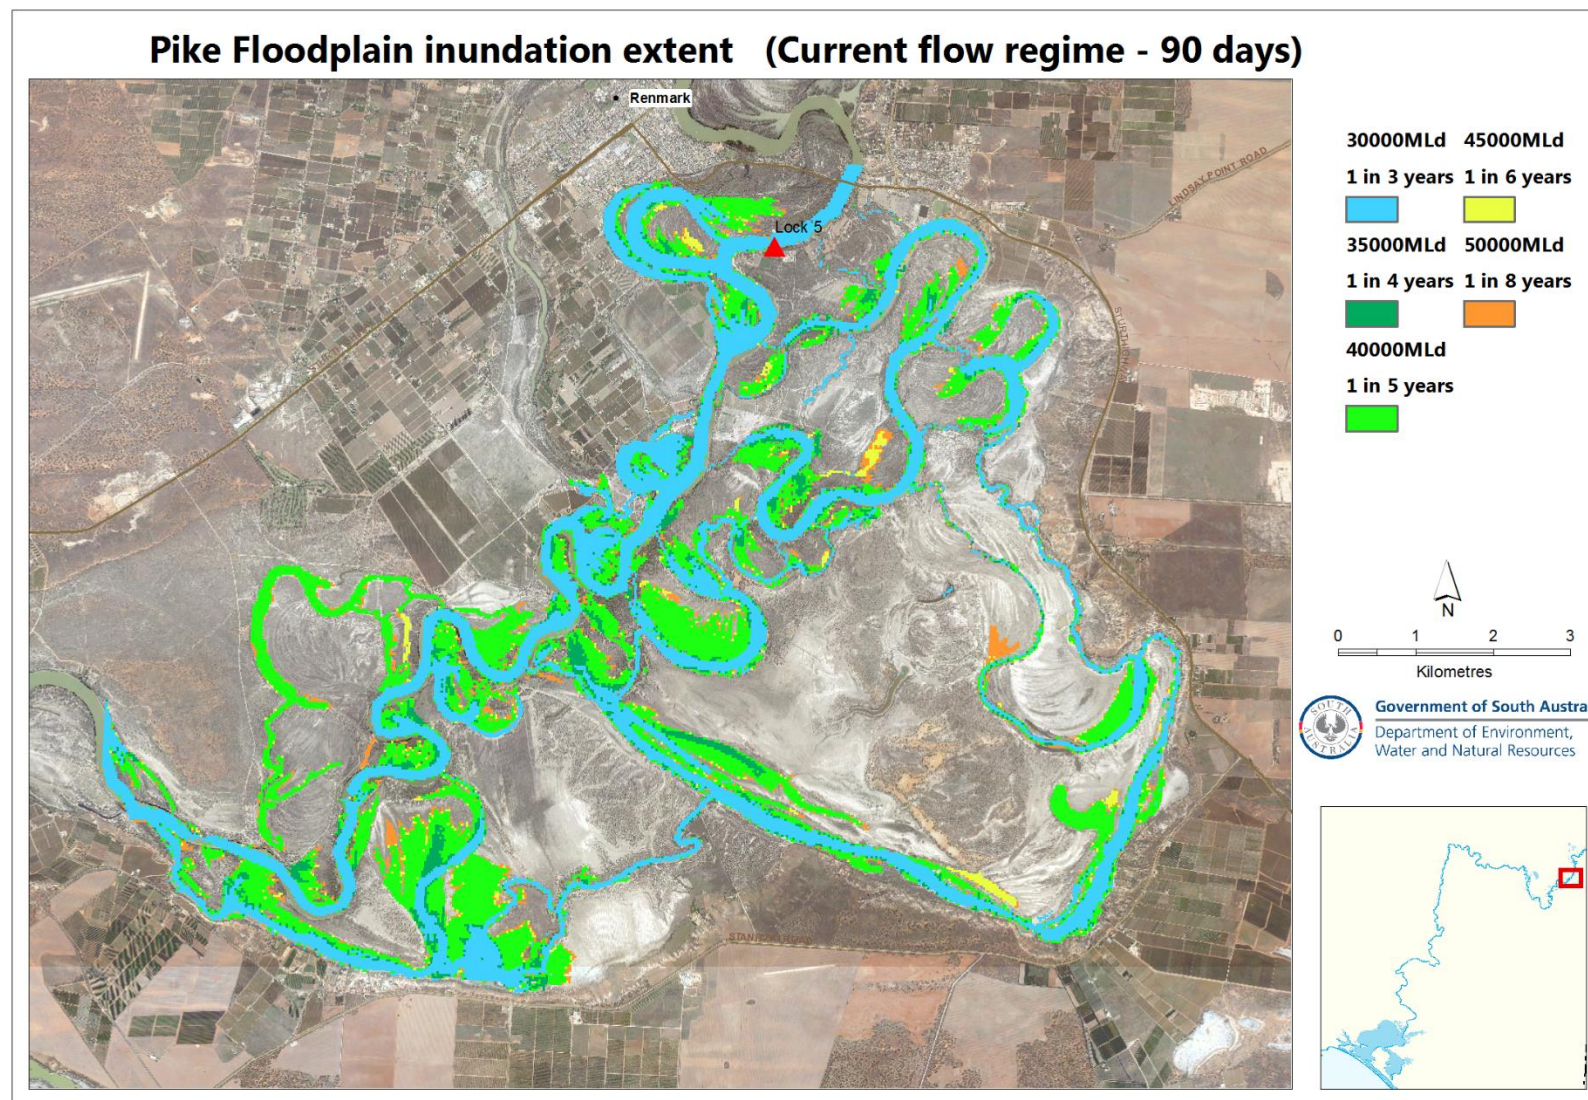 Pike Floodplain inundation extent (Current flow regime - 90 days)
Renmark
Lock 5
LINDSAY POINT ROAD
30000MLd 45000MLd
1 in 3 years 1 in 6 years
35000MLd 50000MLd
1 in 4 years 1 in 8 years
40000MLd
1 in 5 years
N
0 1 2 3
Kilometres
SOUTH AUSTRALIA
Government of South Austra
Department of Environment,
Water and Natural Resources